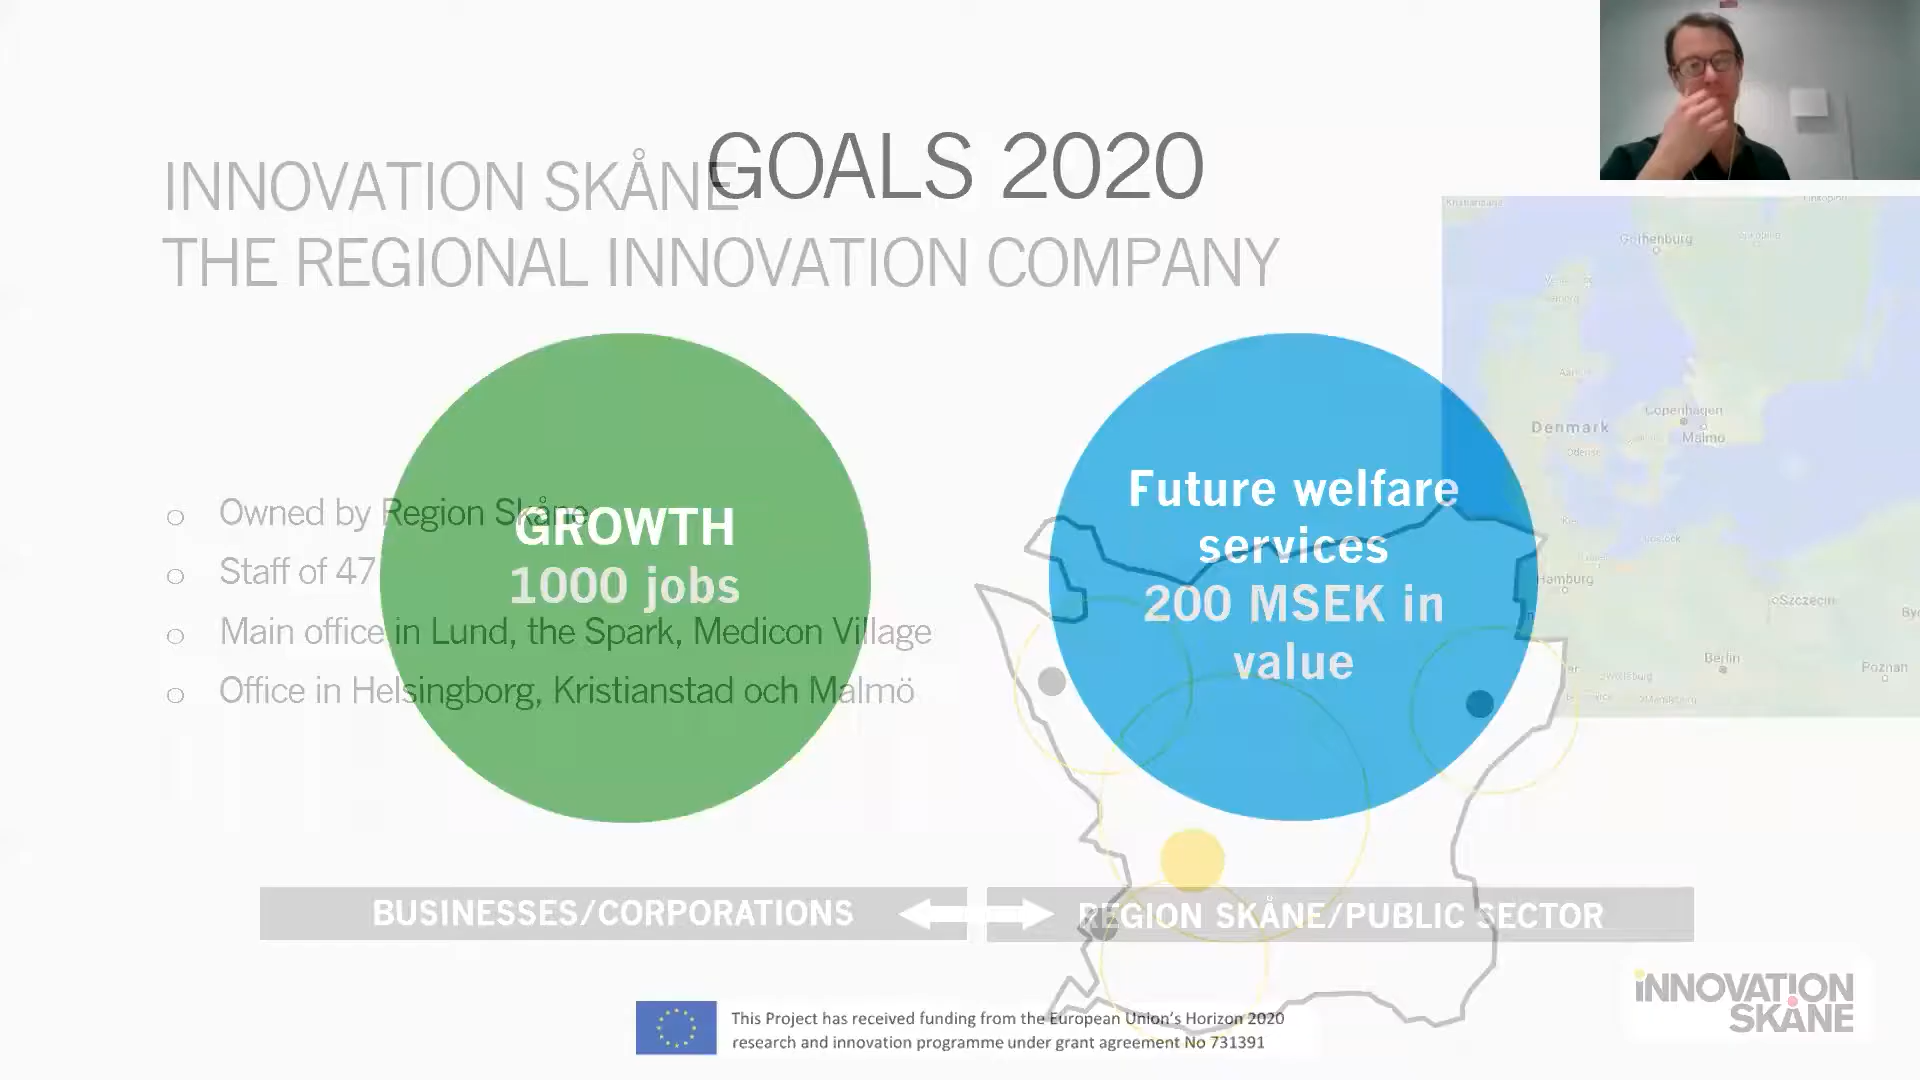 GOALS 2020
INNOVATION SKÅNE
THE REGIONAL INNOVATION COMPANY
Owned by Region Skåne
Staff of 47
Main office in Lund, the Spark, Medicon Village
Office in Helsingborg, Kristianstad och Malmö
GROWTH
1000 jobs
Future welfare
services
200 MSEK in
value
Gothenburg
Copenhagen
Denmark
Malmö
Odense
Hamburg
Szczecin
Berlin
Poznan
BUSINESSES/CORPORATIONS
REGION SKÅNE/PUBLIC SECTOR
This Project has received funding from the European Union's Horizon 2020
research and innovation programme under grant agreement No 731391
INNOVATION
SKÅNE